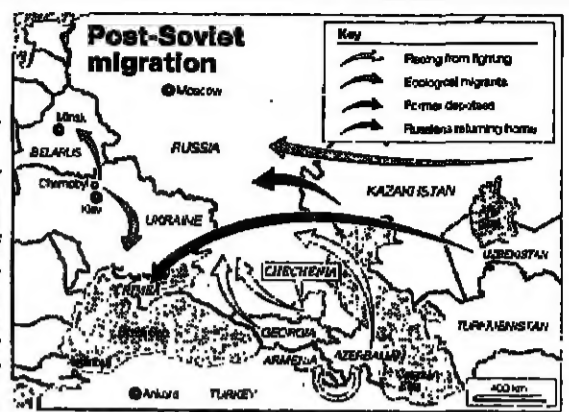 Post-Soviet
migration
Key
Fleeing from fighting
Ecological migrants
Former deportees
Russians returning home
Moscow
Minsk
BELARUS
RUSSIA
Chernobyl
Kiev
UKRAINE
KAZAKHSTAN
UZBEKISTAN
CRIMEA
CHECHENIA
GEORGIA
TURKMENISTAN
ARMENIA
AZERBAIJAN
Ankara
TURKEY
400 km